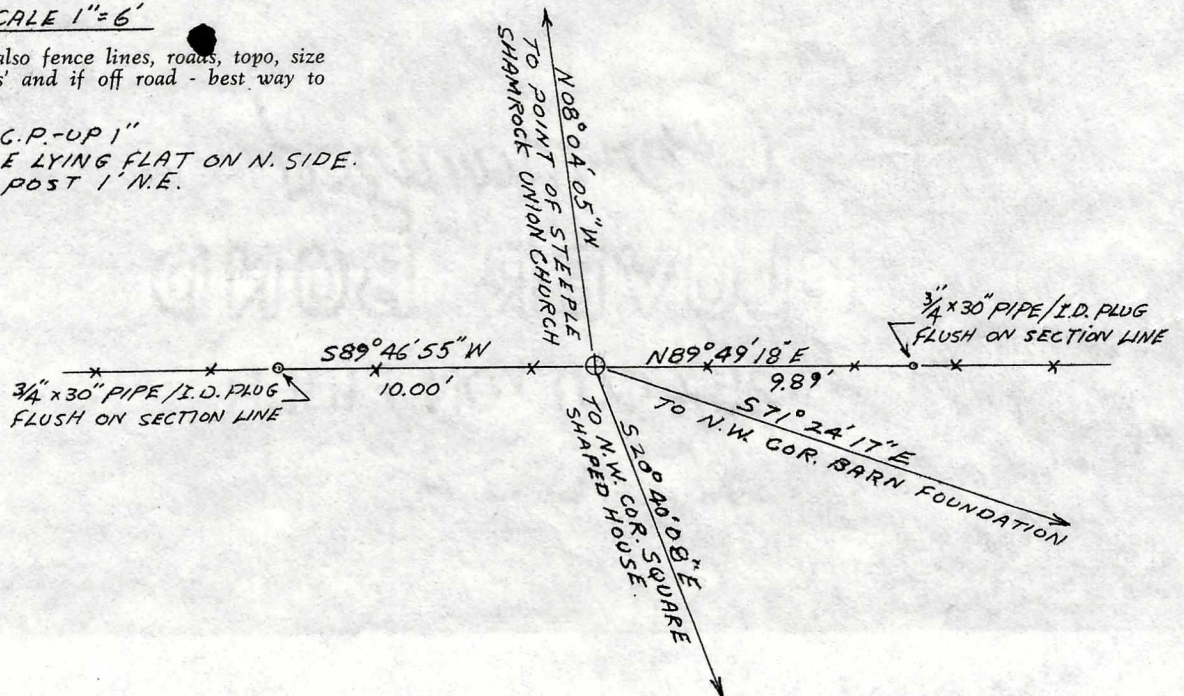 CALE 1"=6'
also fence lines, roads, topo, size
s' and if off road - best way to
G.P.-UP 1"
E LYING FLAT ON N. SIDE.
POST 1' N.E.
N08°04'05"W
TO POINT OF STEEPLE
SHAMROCK UNION CHURCH
3/4" x 30" PIPE/I.D. PLUG
FLUSH ON SECTION LINE
S89°46'55"W
10.00'
N89°49'18"E
9.89'
3/4" x 30" PIPE/I.D. PLUG
FLUSH ON SECTION LINE
S71°24'17"E
TO N.W. COR. BARN FOUNDATION
S20°40'08"E
TO N.W. COR. SQUARE
SHAPED HOUSE.